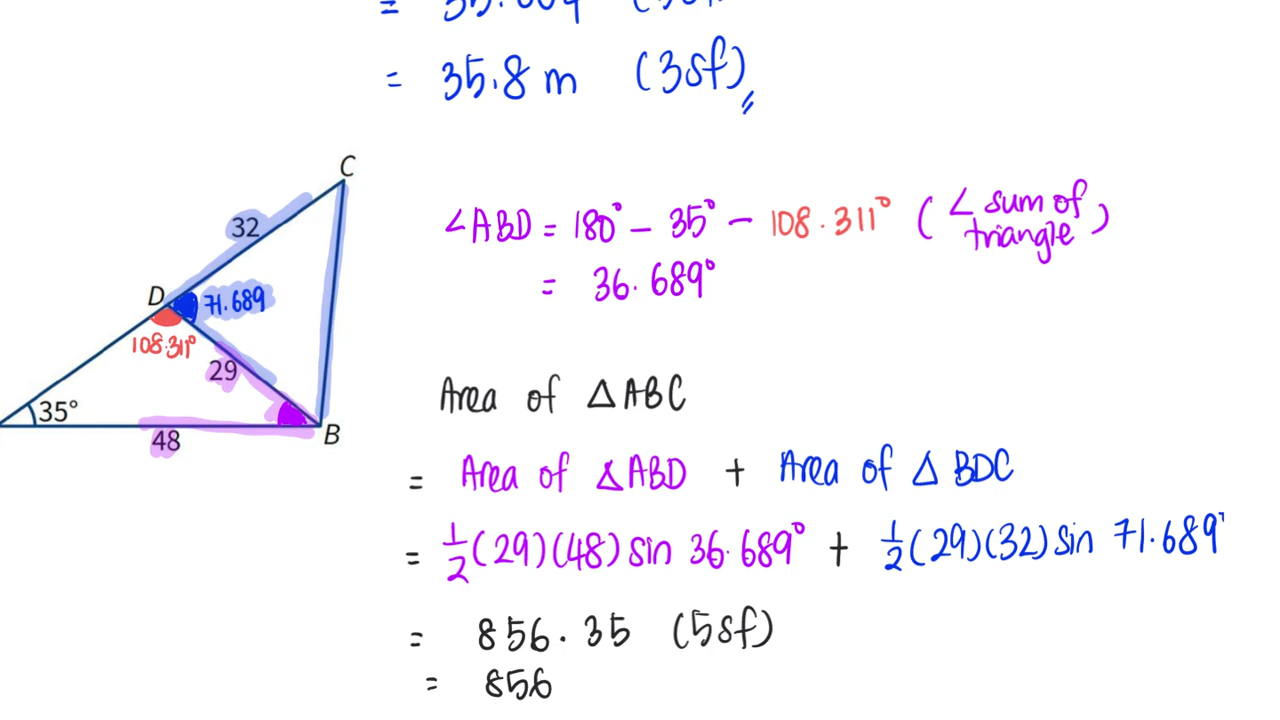 = 35.8 m (3sf)
C
32
D
71.689
108.311°
29
35°
48
B
∠ABD = 180° - 35° - 108.311° (∠ sum of triangle)
= 36.689°
Area of △ABC
= Area of △ABD + Area of △BDC
= 1/2(29)(48) sin 36.689° + 1/2(29)(32) sin 71.689°
= 856.35 (5sf)
= 856